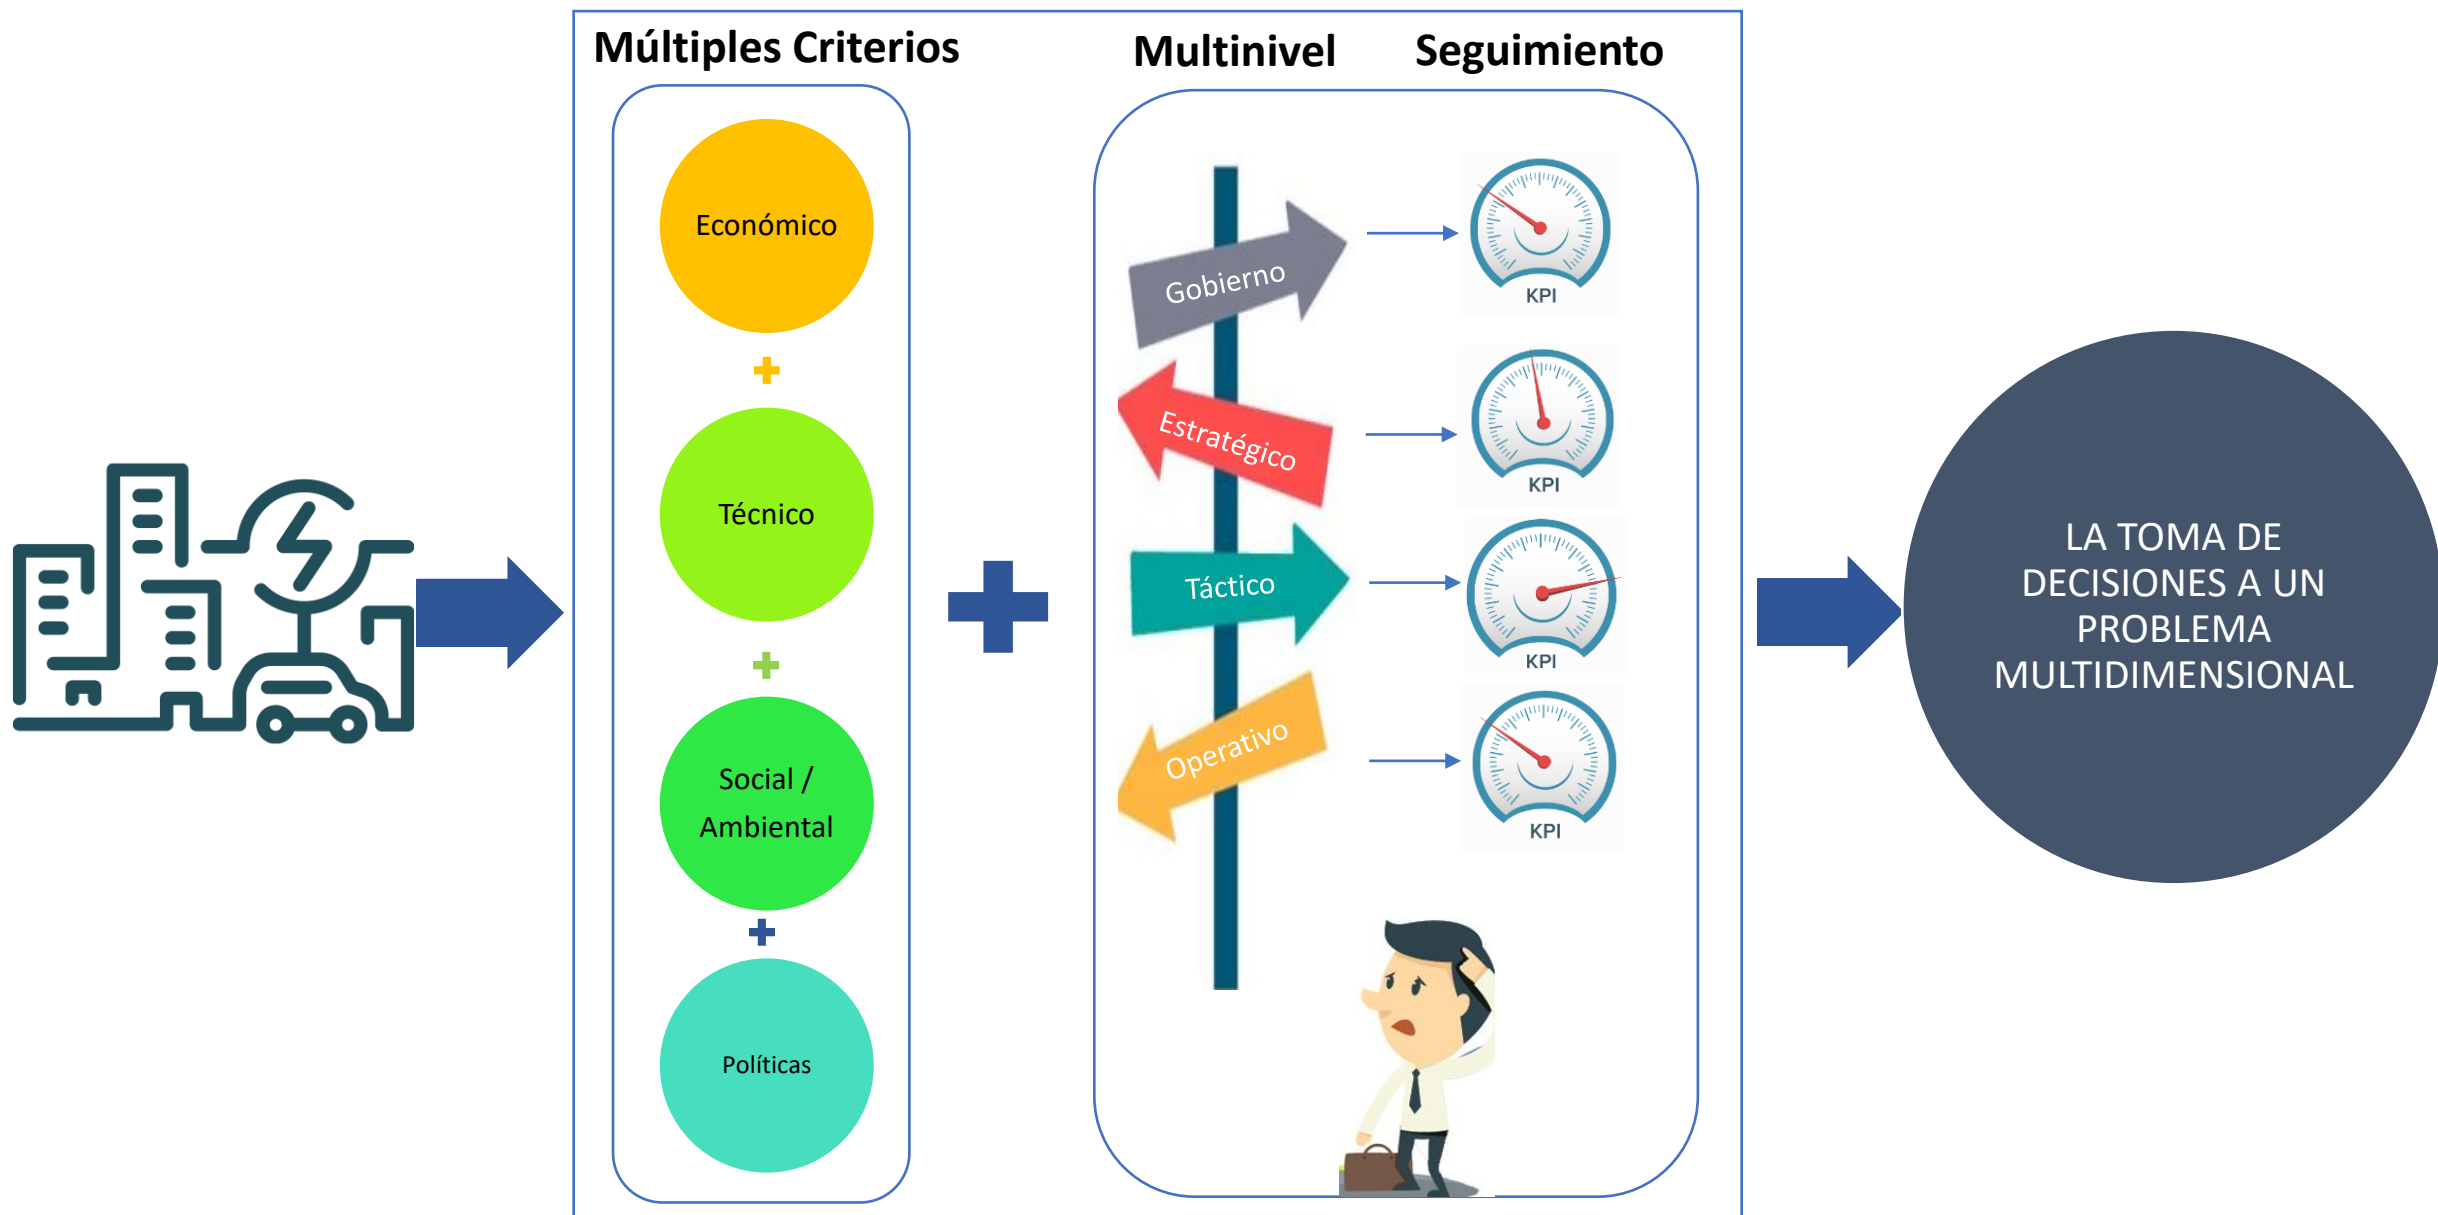 Múltiples Criterios
Multinivel
Seguimiento
Económico
Técnico
Social /
Ambiental
Políticas
Gobierno
KPI
Estratégico
KPI
Táctico
KPI
Operativo
KPI
LA TOMA DE
DECISIONES A UN
PROBLEMA
MULTIDIMENSIONAL